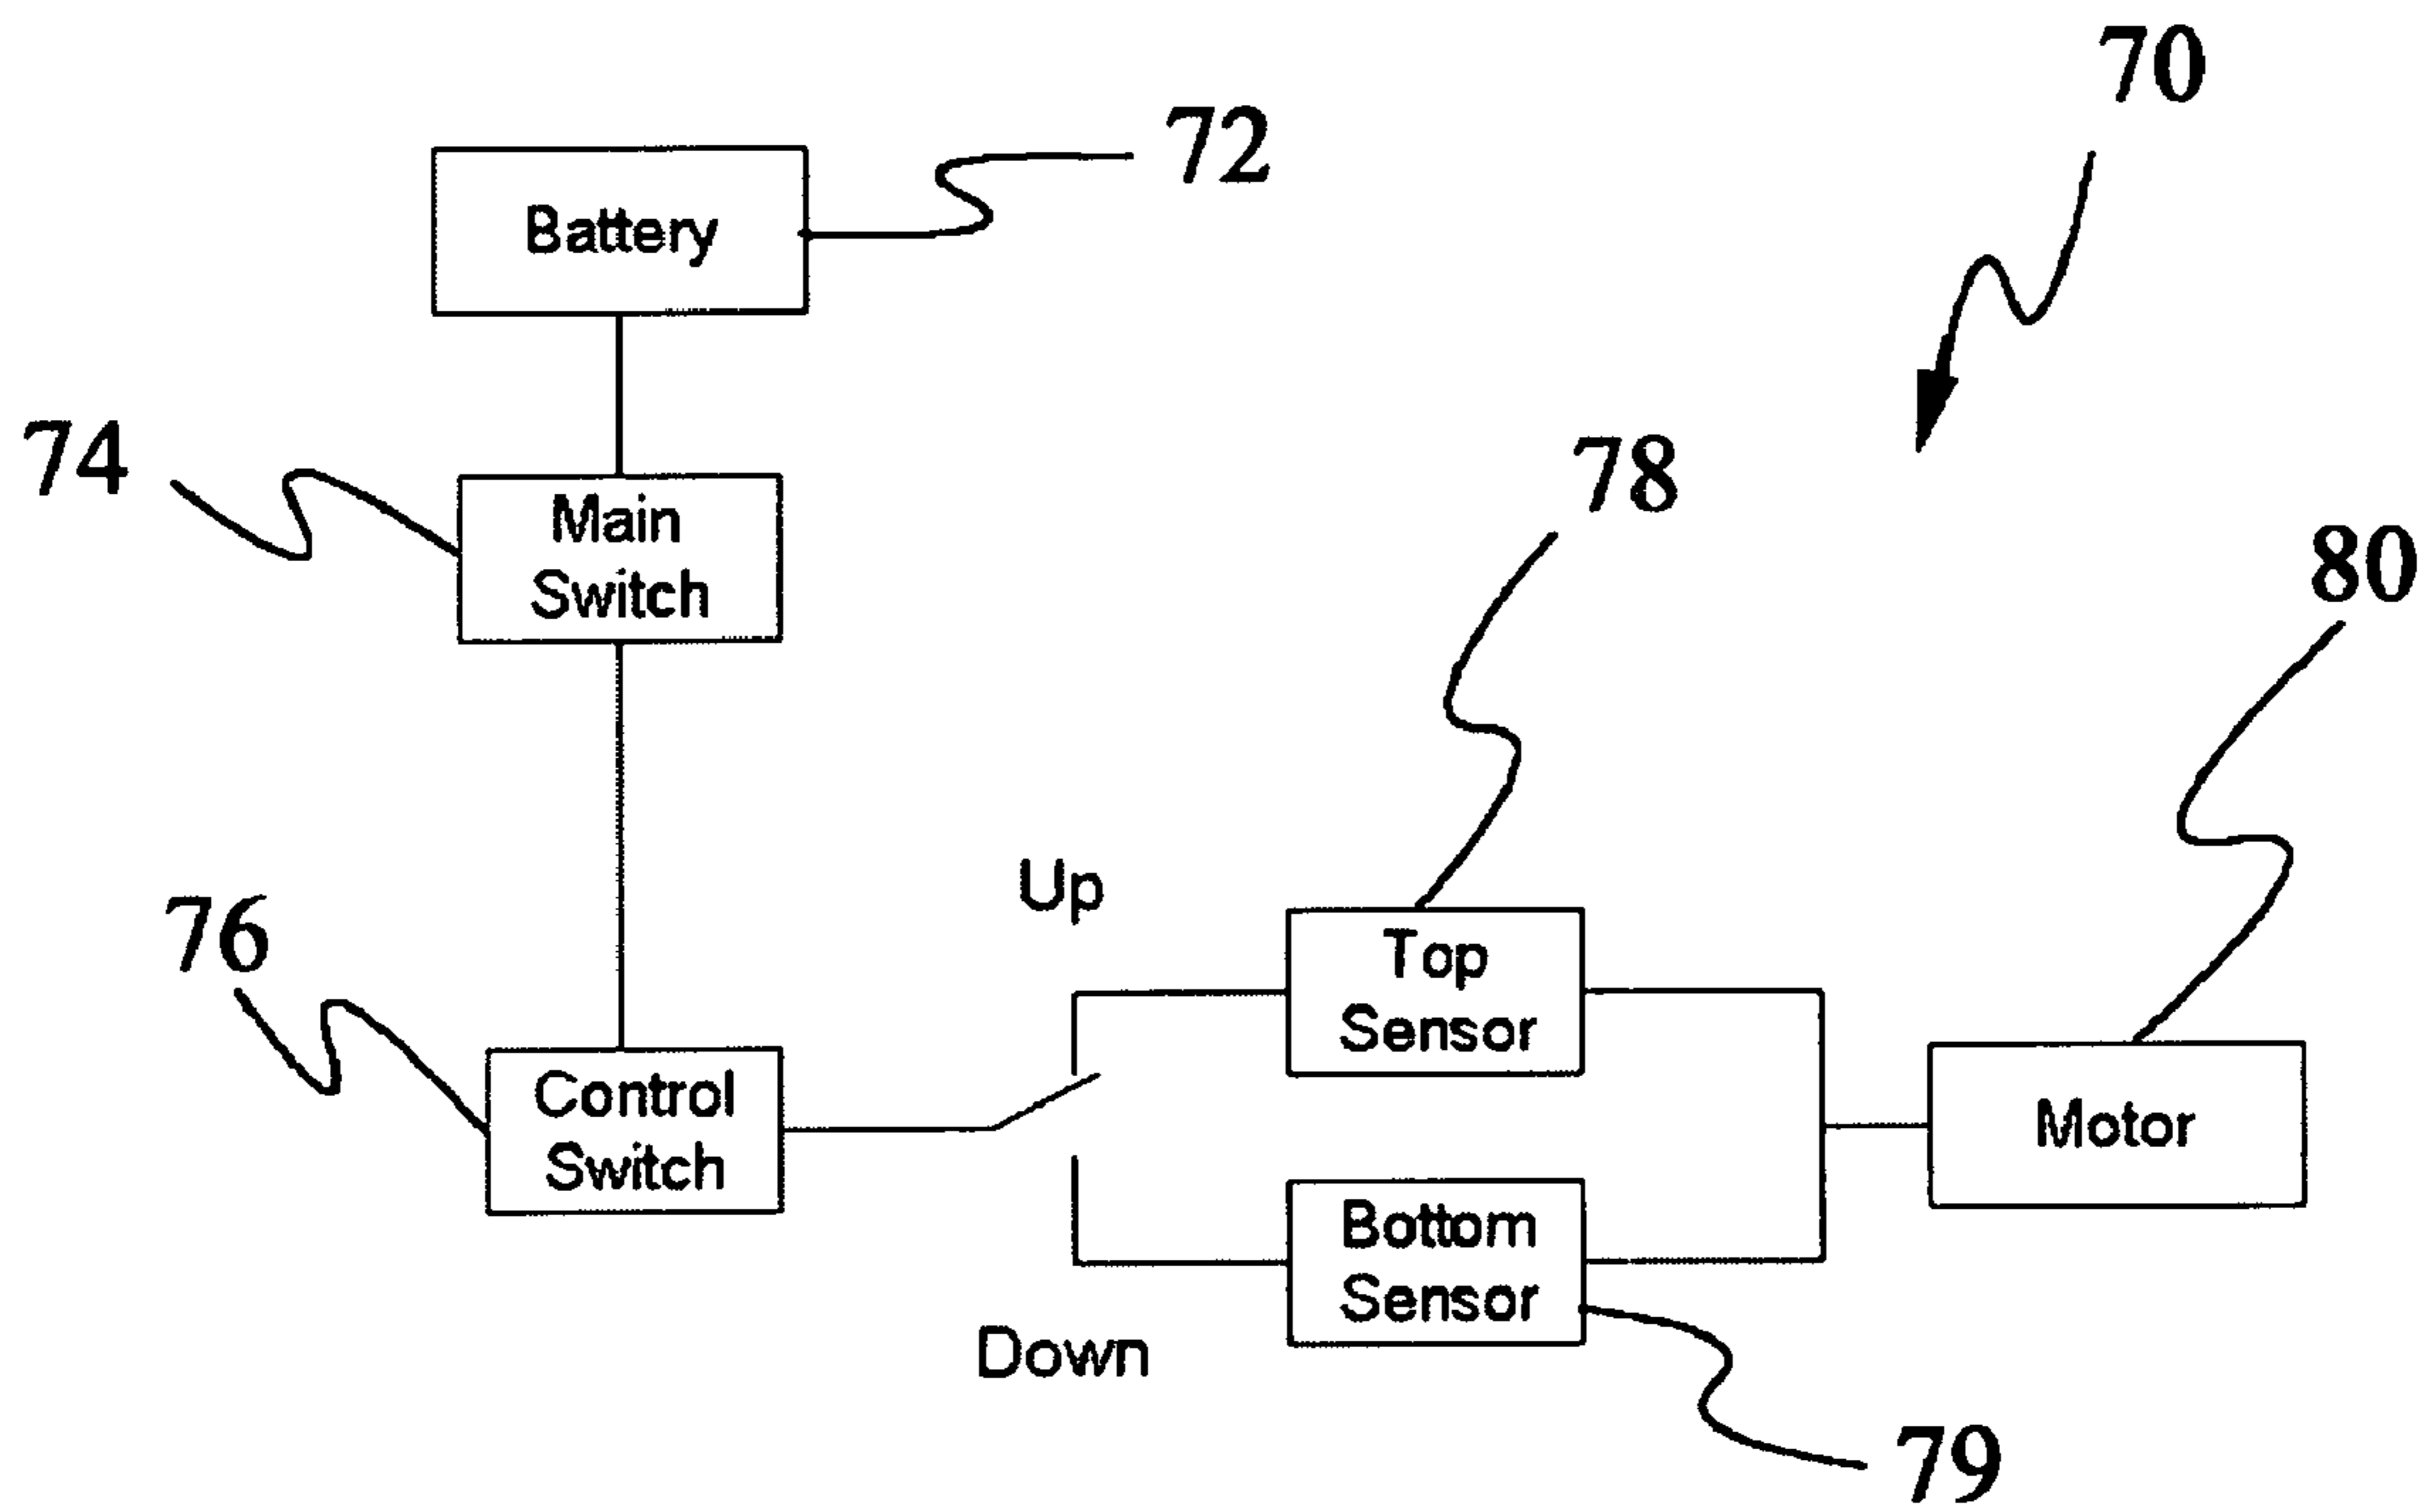 70
72
Battery
74
Main
Switch
78
80
76
Up
Top
Sensor
Control
Switch
Motor
Bottom
Sensor
Down
79